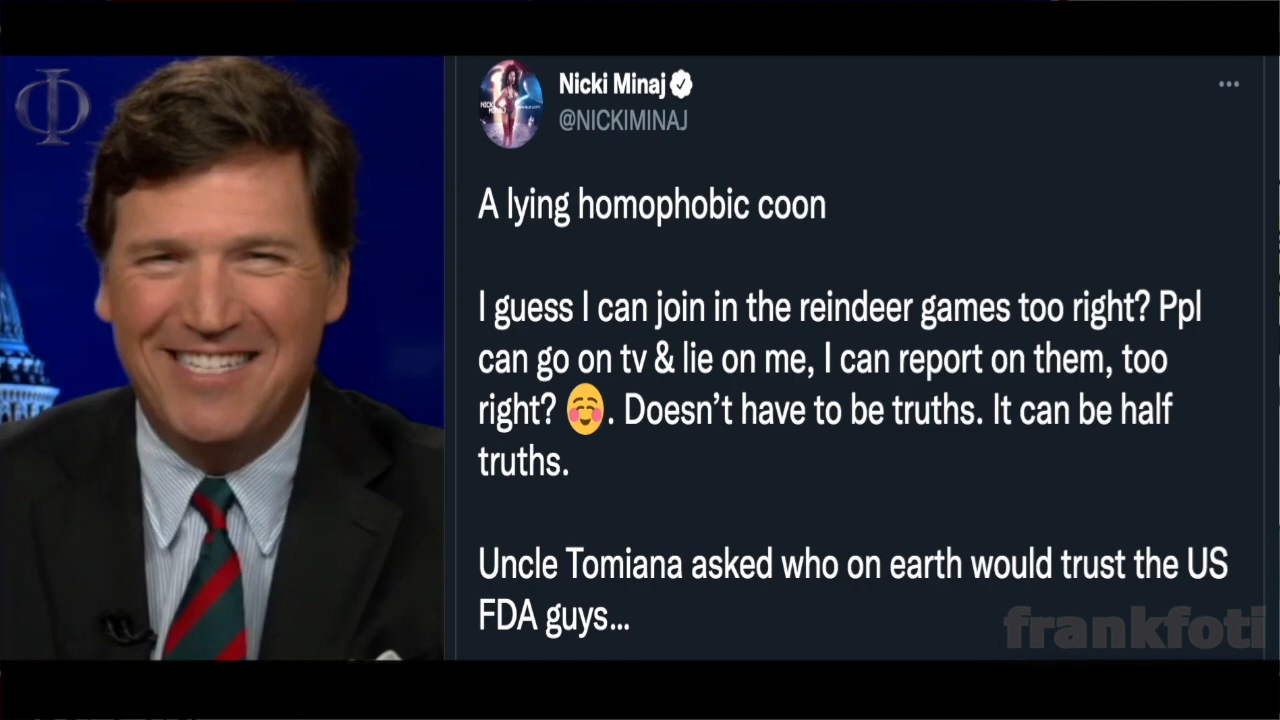 Nicki Minaj
@NICKIMINAJ
A lying homophobic coon
I guess I can join in the reindeer games too right? Ppl
can go on tv & lie on me, I can report on them, too
right? ☺️. Doesn’t have to be truths. It can be half
truths.
Uncle Tomiana asked who on earth would trust the US
FDA guys...
frankfoti